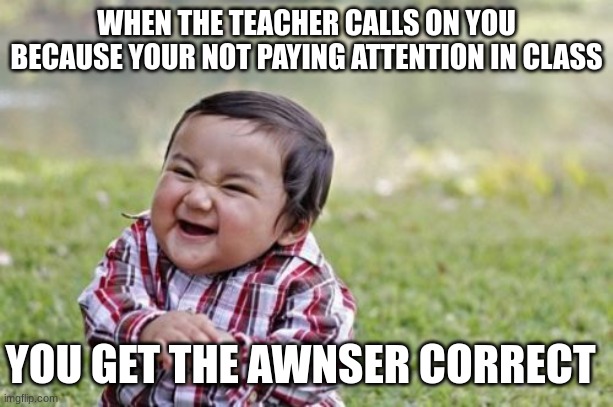 WHEN THE TEACHER CALLS ON YOU
BECAUSE YOUR NOT PAYING ATTENTION IN CLASS
YOU GET THE AWNSER CORRECT
imgflip.com